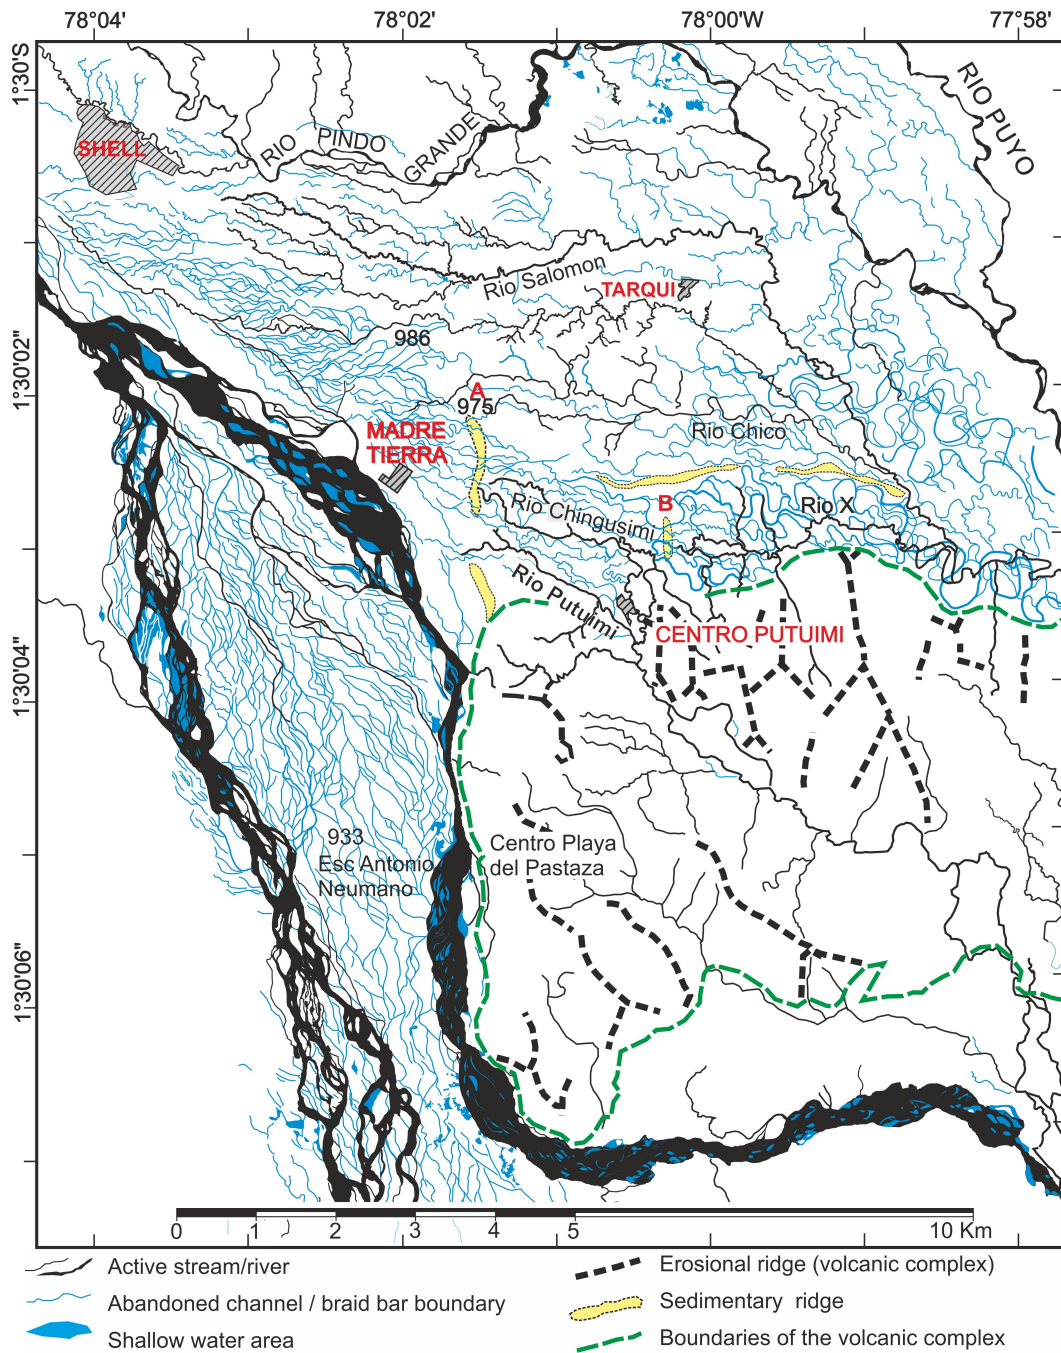 78°04'
78°02'
78°00'W
77°58'
1°30'S
1°30'02"
1°30'04"
1°30'06"
RIO PUYO
SHELL
RIO PINDO GRANDE
Rio Salomon
TARQUI
986
A
975
MADRE
TIERRA
Rio Chico
B
Rio X
Rio Chingusimi
Rio Putuimi
CENTRO PUTUIMI
933
Esc Antonio
Neumano
Centro Playa
del Pastaza
0 1 2 3 4 5 10 Km
Active stream/river
Abandoned channel / braid bar boundary
Shallow water area
Erosional ridge (volcanic complex)
Sedimentary ridge
Boundaries of the volcanic complex